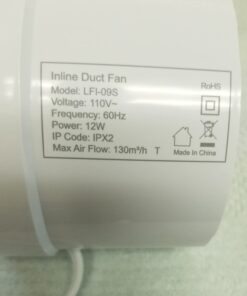 Inline Duct Fan
Model: LFI-09S
Voltage: 110V~
Frequency: 60Hz
Power: 12W
IP Code: IPX2
Max Air Flow: 130m³/h T
RoHS
Made In China